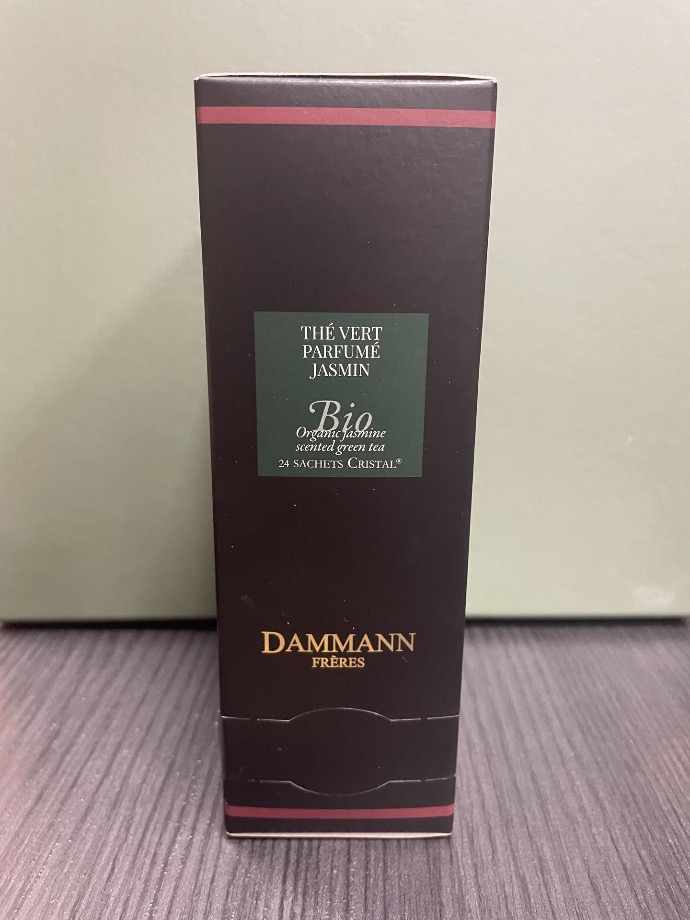 THÉ VERT
PARFUMÉ
JASMIN
Bio
Organic Jasmine
scented green tea
24 SACHETS CRISTAL®
DAMMANN
FRÈRES